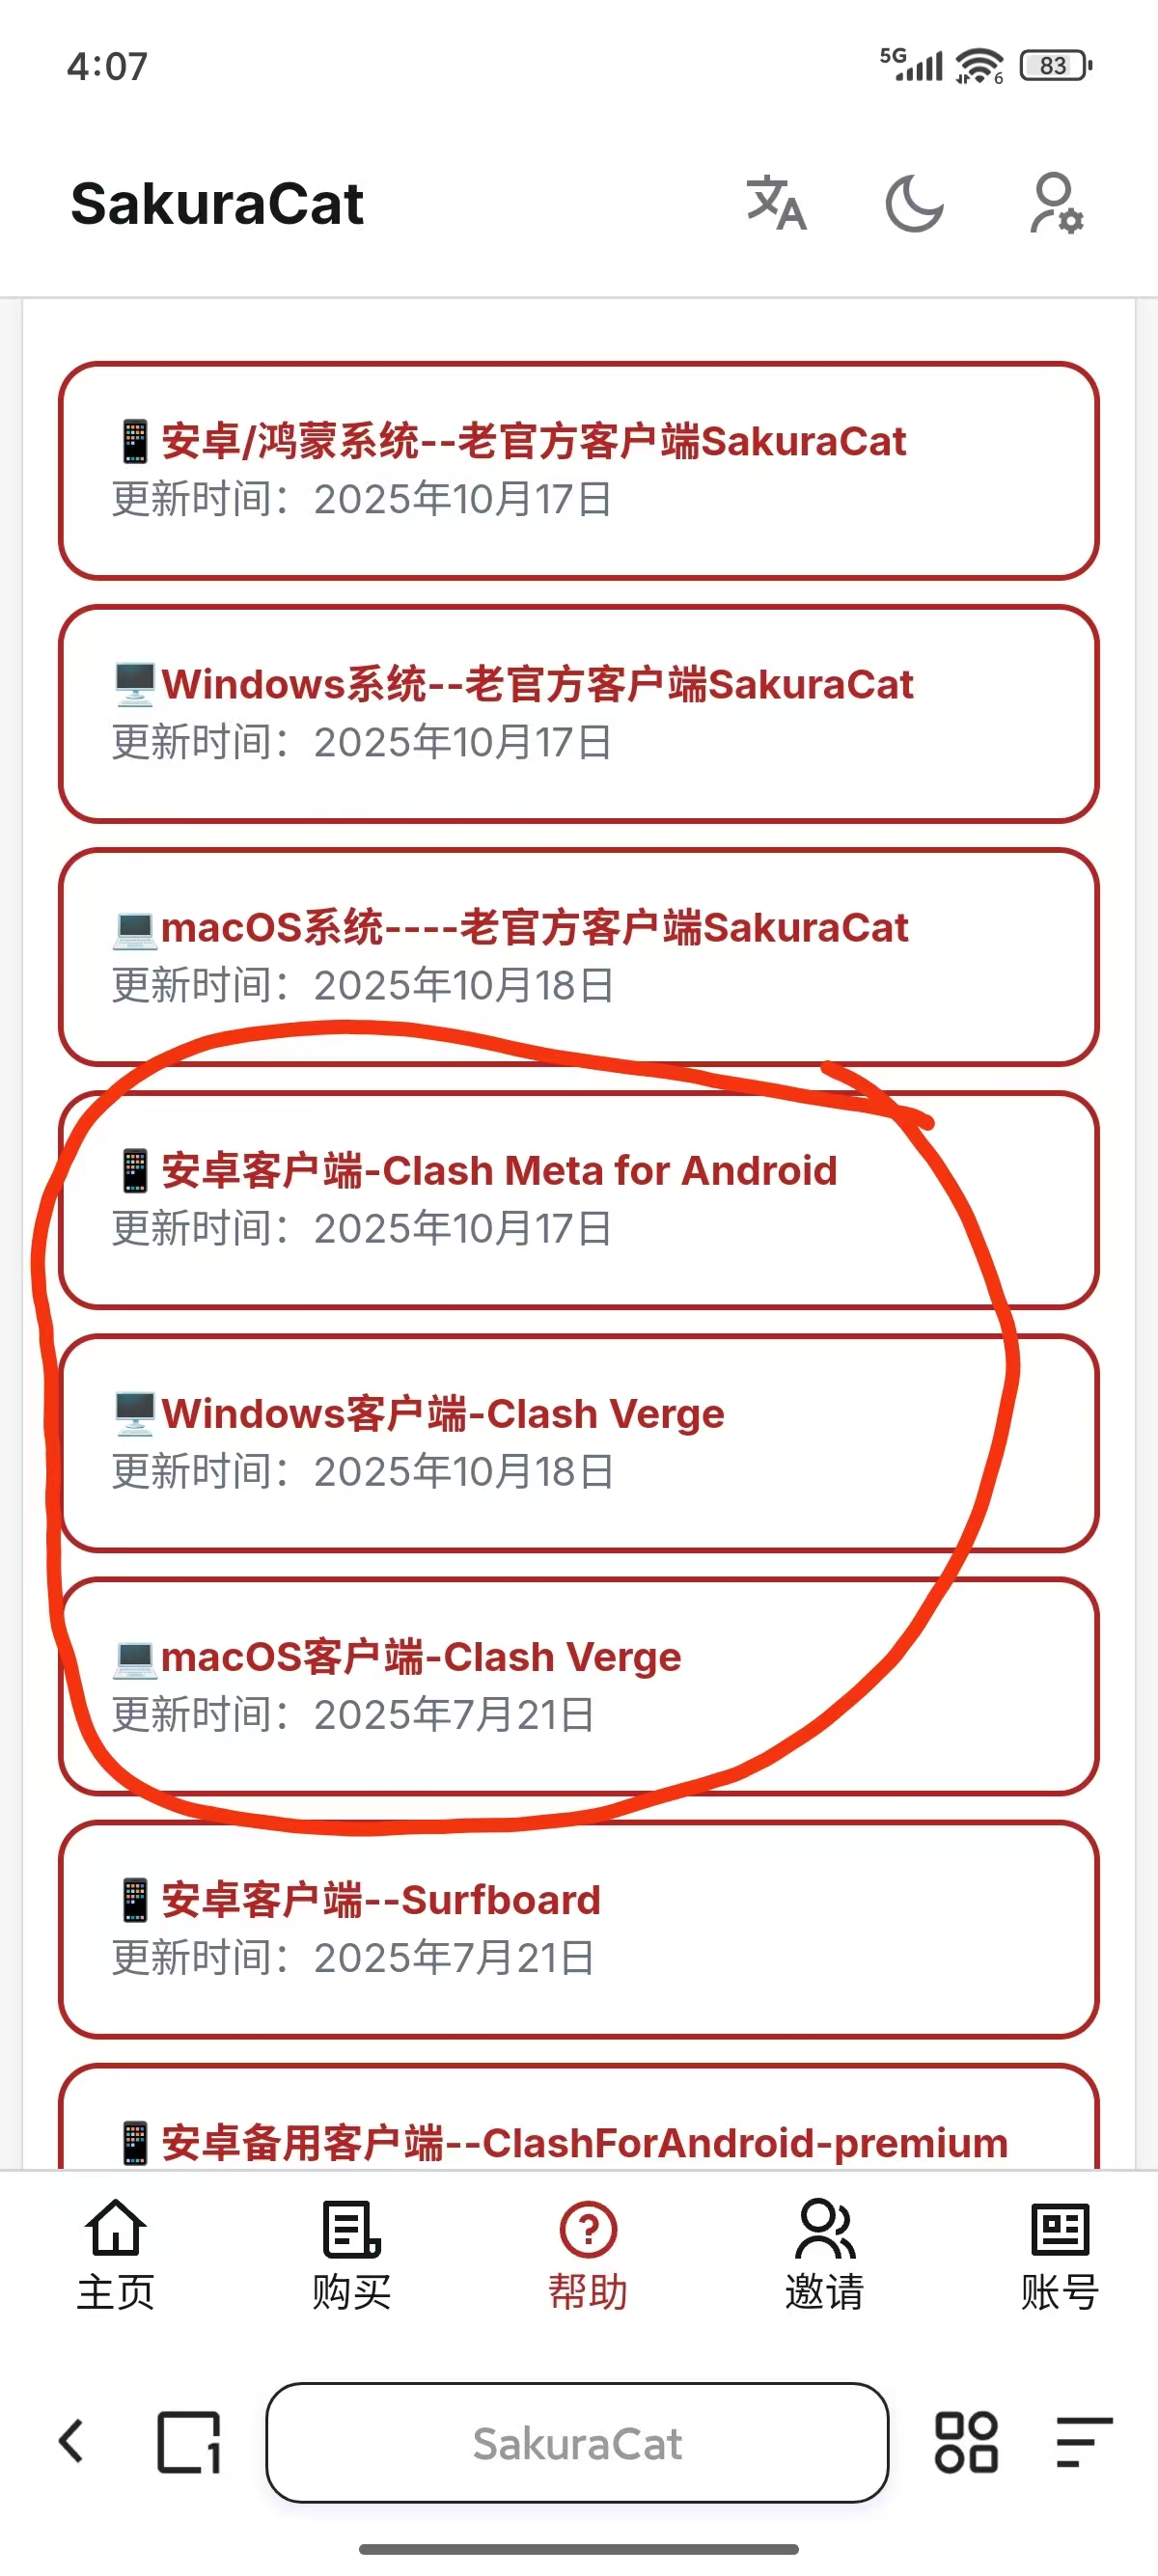 4:07
5G
6
83
SakuraCat
文A
安卓/鸿蒙系统--老官方客户端SakuraCat
更新时间：2025年10月17日
Windows系统--老官方客户端SakuraCat
更新时间：2025年10月17日
macOS系统----老官方客户端SakuraCat
更新时间：2025年10月18日
安卓客户端-Clash Meta for Android
更新时间：2025年10月17日
Windows客户端-Clash Verge
更新时间：2025年10月18日
macOS客户端-Clash Verge
更新时间：2025年7月21日
安卓客户端--Surfboard
更新时间：2025年7月21日
安卓备用客户端--ClashForAndroid-premium
主页
购买
帮助
邀请
账号
1
SakuraCat